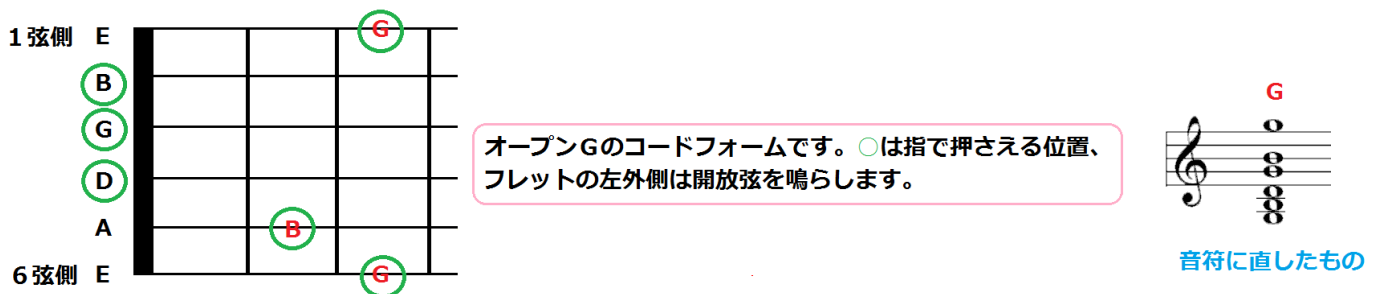 1弦側 E
G
B
G
D
A
B
6弦側 E
G
オープンGのコードフォームです。○は指で押さえる位置、
フレットの左外側は開放弦を鳴らします。
G
音符に直したもの